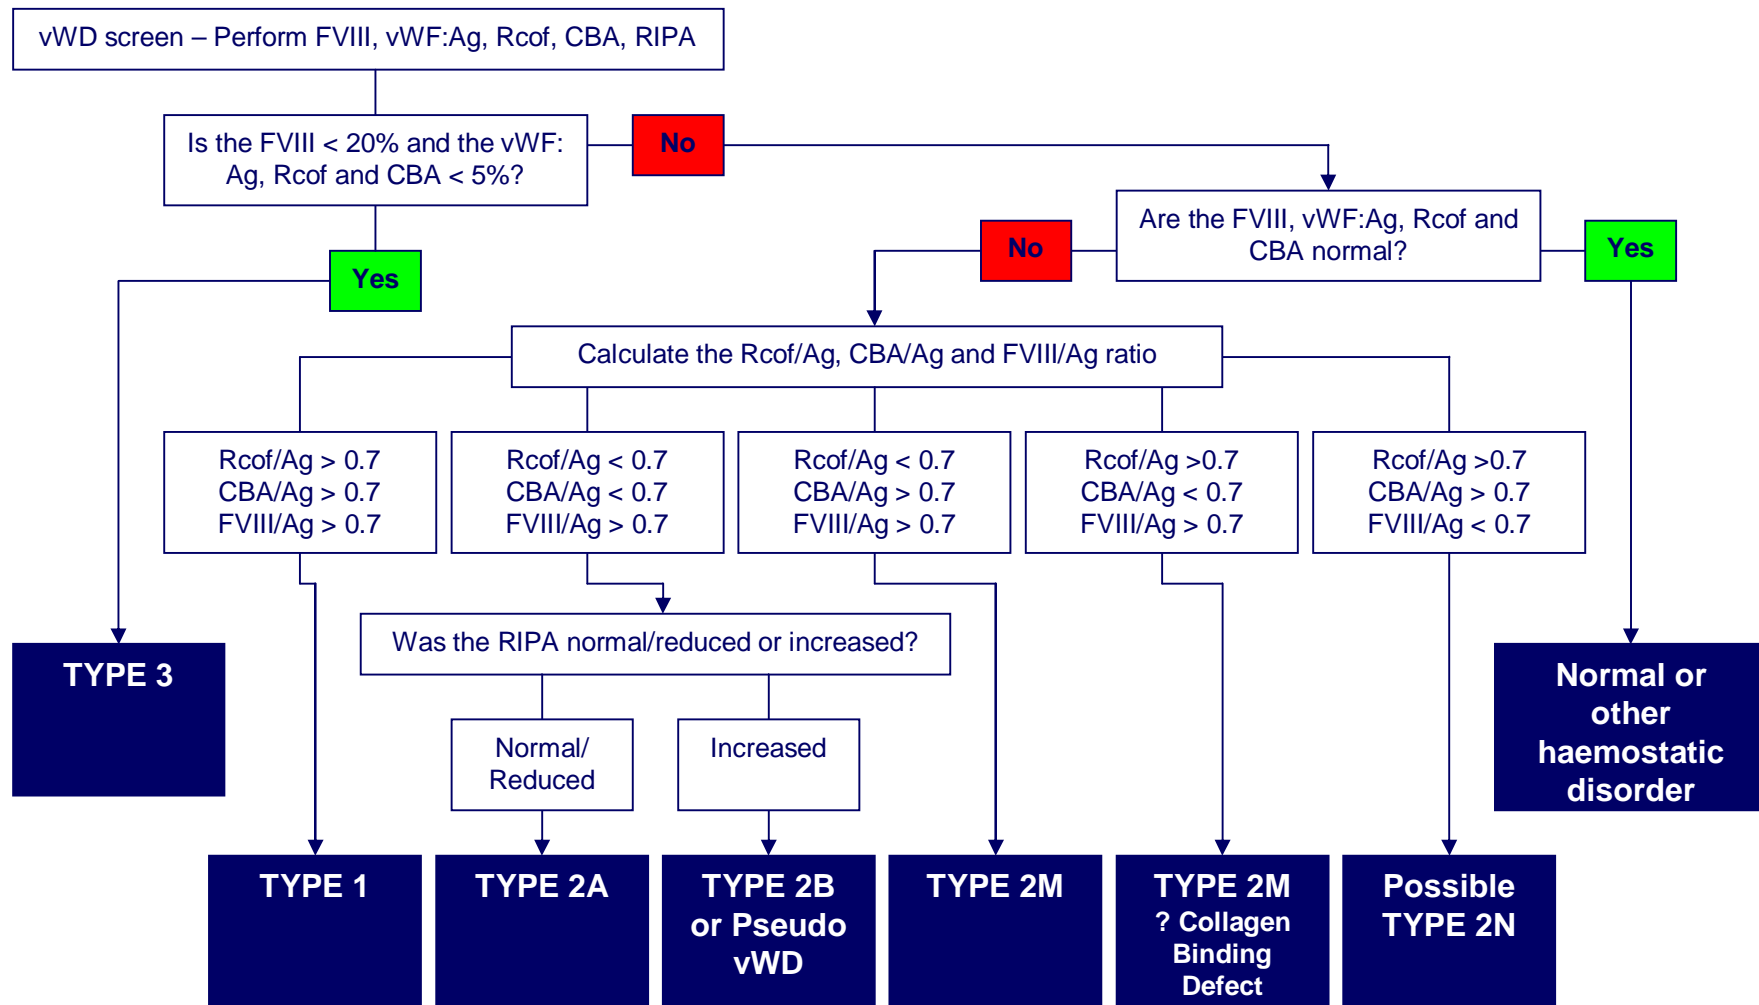 vWD screen – Perform FVIII, vWF:Ag, Rcof, CBA, RIPA
Is the FVIII < 20% and the vWF:
Ag, Rcof and CBA < 5%?
No
Yes
Are the FVIII, vWF:Ag, Rcof and
CBA normal?
No
Yes
Calculate the Rcof/Ag, CBA/Ag and FVIII/Ag ratio
Rcof/Ag > 0.7
CBA/Ag > 0.7
FVIII/Ag > 0.7
Rcof/Ag < 0.7
CBA/Ag < 0.7
FVIII/Ag > 0.7
Rcof/Ag < 0.7
CBA/Ag > 0.7
FVIII/Ag > 0.7
Rcof/Ag >0.7
CBA/Ag < 0.7
FVIII/Ag > 0.7
Rcof/Ag >0.7
CBA/Ag > 0.7
FVIII/Ag < 0.7
Was the RIPA normal/reduced or increased?
Normal/
Reduced
Increased
TYPE 3
Normal or
other
haemostatic
disorder
TYPE 1
TYPE 2A
TYPE 2B
or Pseudo
vWD
TYPE 2M
TYPE 2M
? Collagen
Binding
Defect
Possible
TYPE 2N